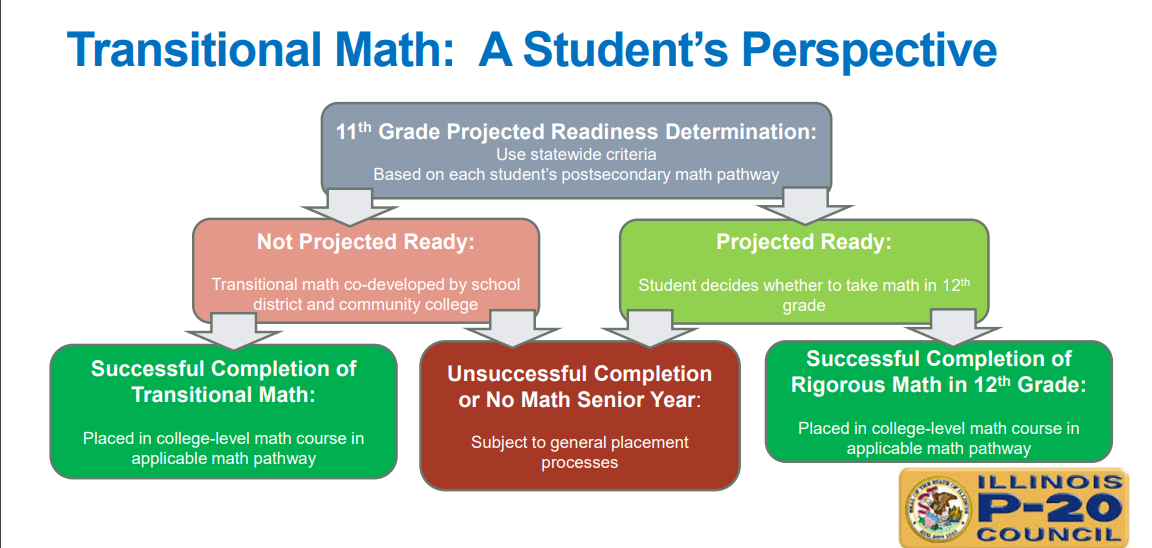 Transitional Math: A Student's Perspective
11th Grade Projected Readiness Determination:
Use statewide criteria
Based on each student's postsecondary math pathway
Not Projected Ready:
Transitional math co-developed by school
district and community college
Projected Ready:
Student decides whether to take math in 12th
grade
Successful Completion of
Transitional Math:
Placed in college-level math course in
applicable math pathway
Unsuccessful Completion
or No Math Senior Year:
Subject to general placement
processes
Successful Completion of
Rigorous Math in 12th Grade:
Placed in college-level math course in
applicable math pathway
ILLINOIS
P-20
COUNCIL